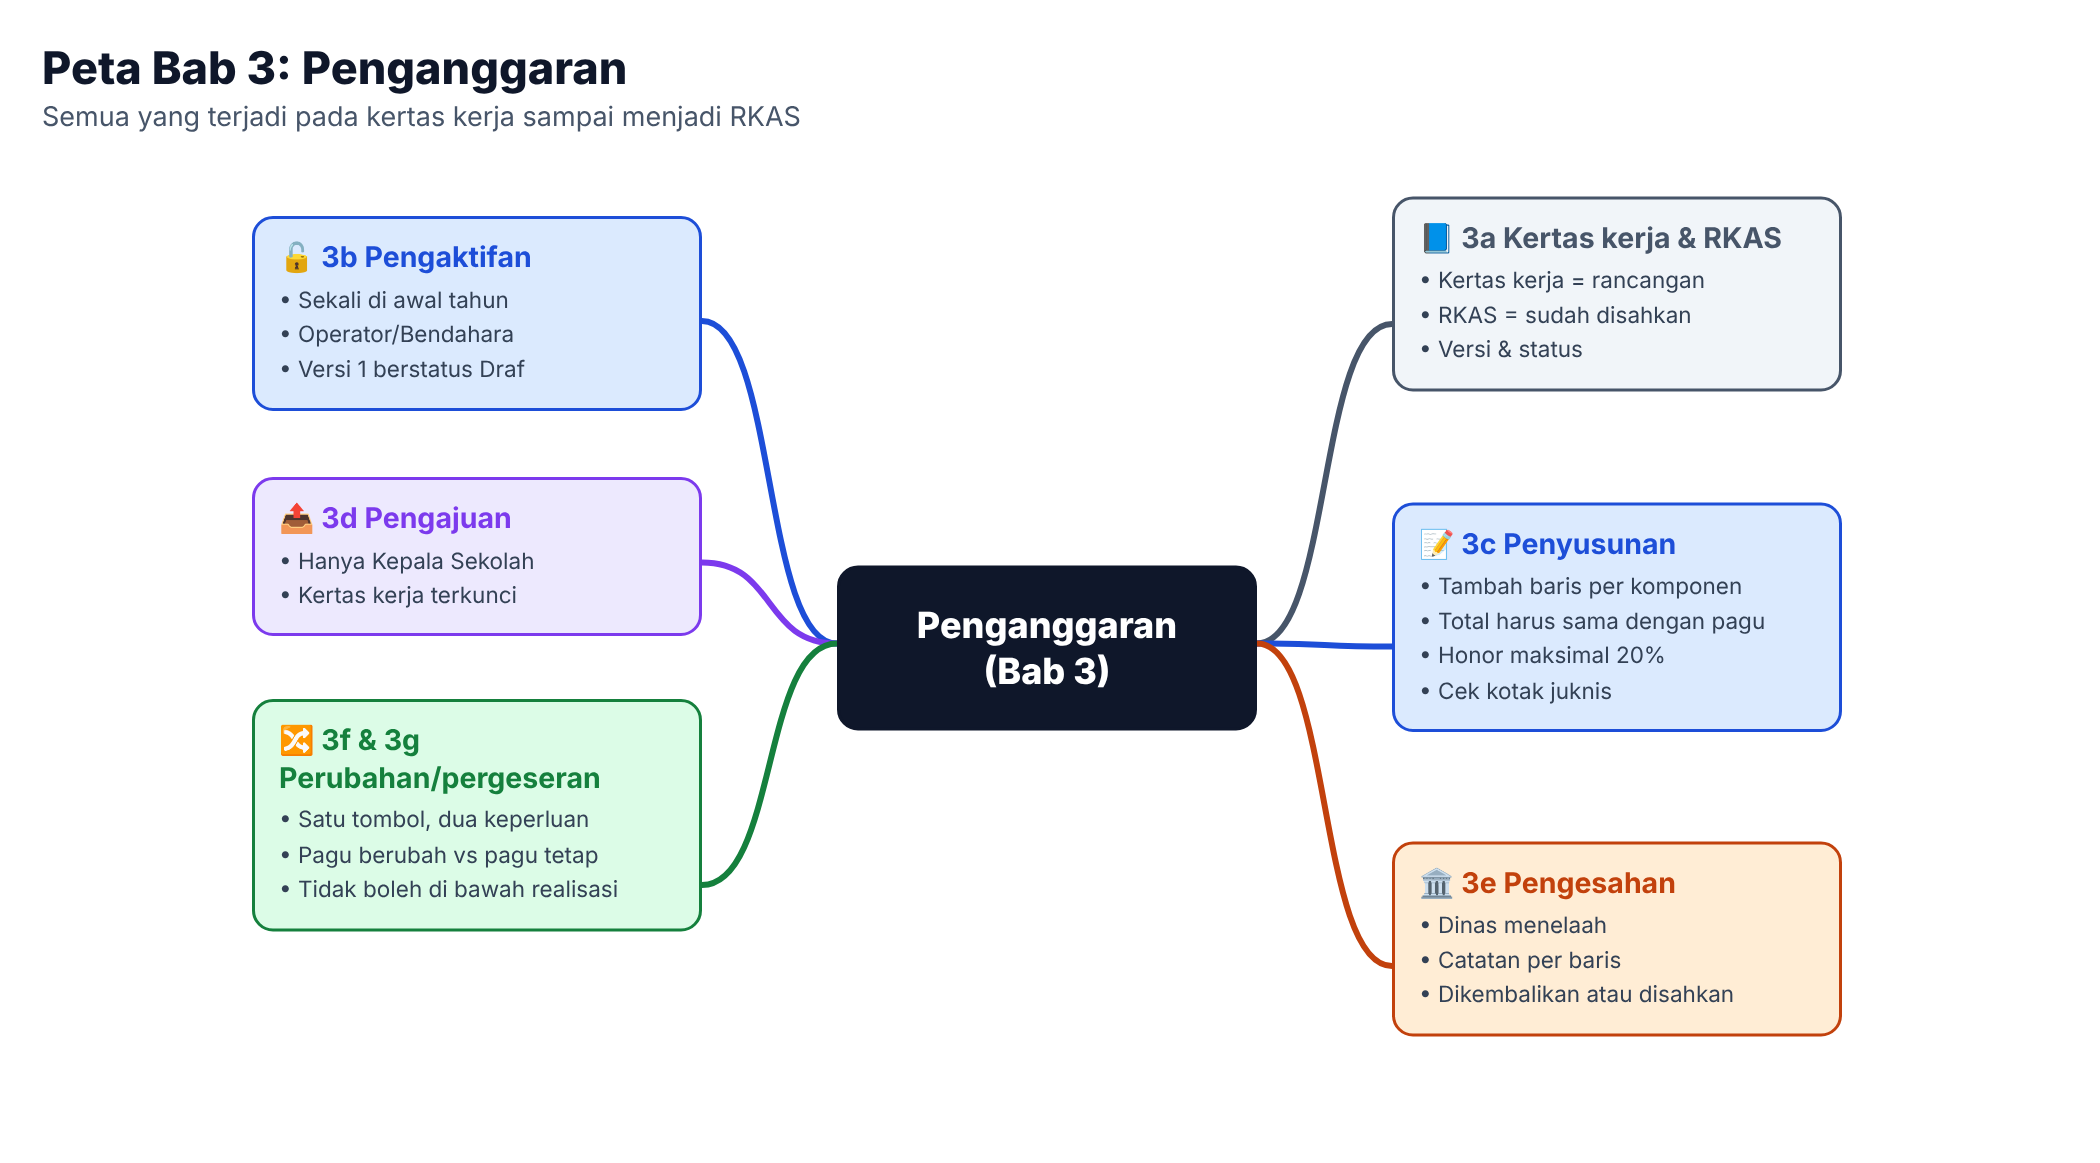 Peta Bab 3: Penganggaran
Semua yang terjadi pada kertas kerja sampai menjadi RKAS
3b Pengaktifan
• Sekali di awal tahun
• Operator/Bendahara
• Versi 1 berstatus Draf
3d Pengajuan
• Hanya Kepala Sekolah
• Kertas kerja terkunci
3f & 3g
Perubahan/pergeseran
• Satu tombol, dua keperluan
• Pagu berubah vs pagu tetap
• Tidak boleh di bawah realisasi
Penganggaran
(Bab 3)
3a Kertas kerja & RKAS
• Kertas kerja = rancangan
• RKAS = sudah disahkan
• Versi & status
3c Penyusunan
• Tambah baris per komponen
• Total harus sama dengan pagu
• Honor maksimal 20%
• Cek kotak juknis
3e Pengesahan
• Dinas menelaah
• Catatan per baris
• Dikembalikan atau disahkan